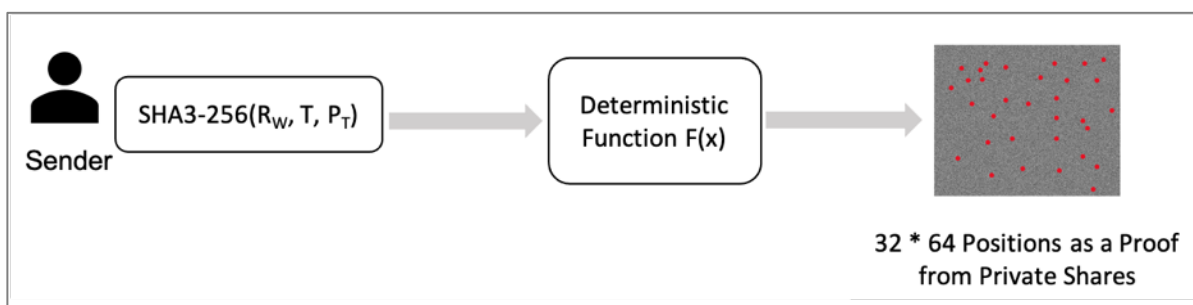 Sender
SHA3-256(R_W, T, P_T)
Deterministic
Function F(x)
32 * 64 Positions as a Proof
from Private Shares